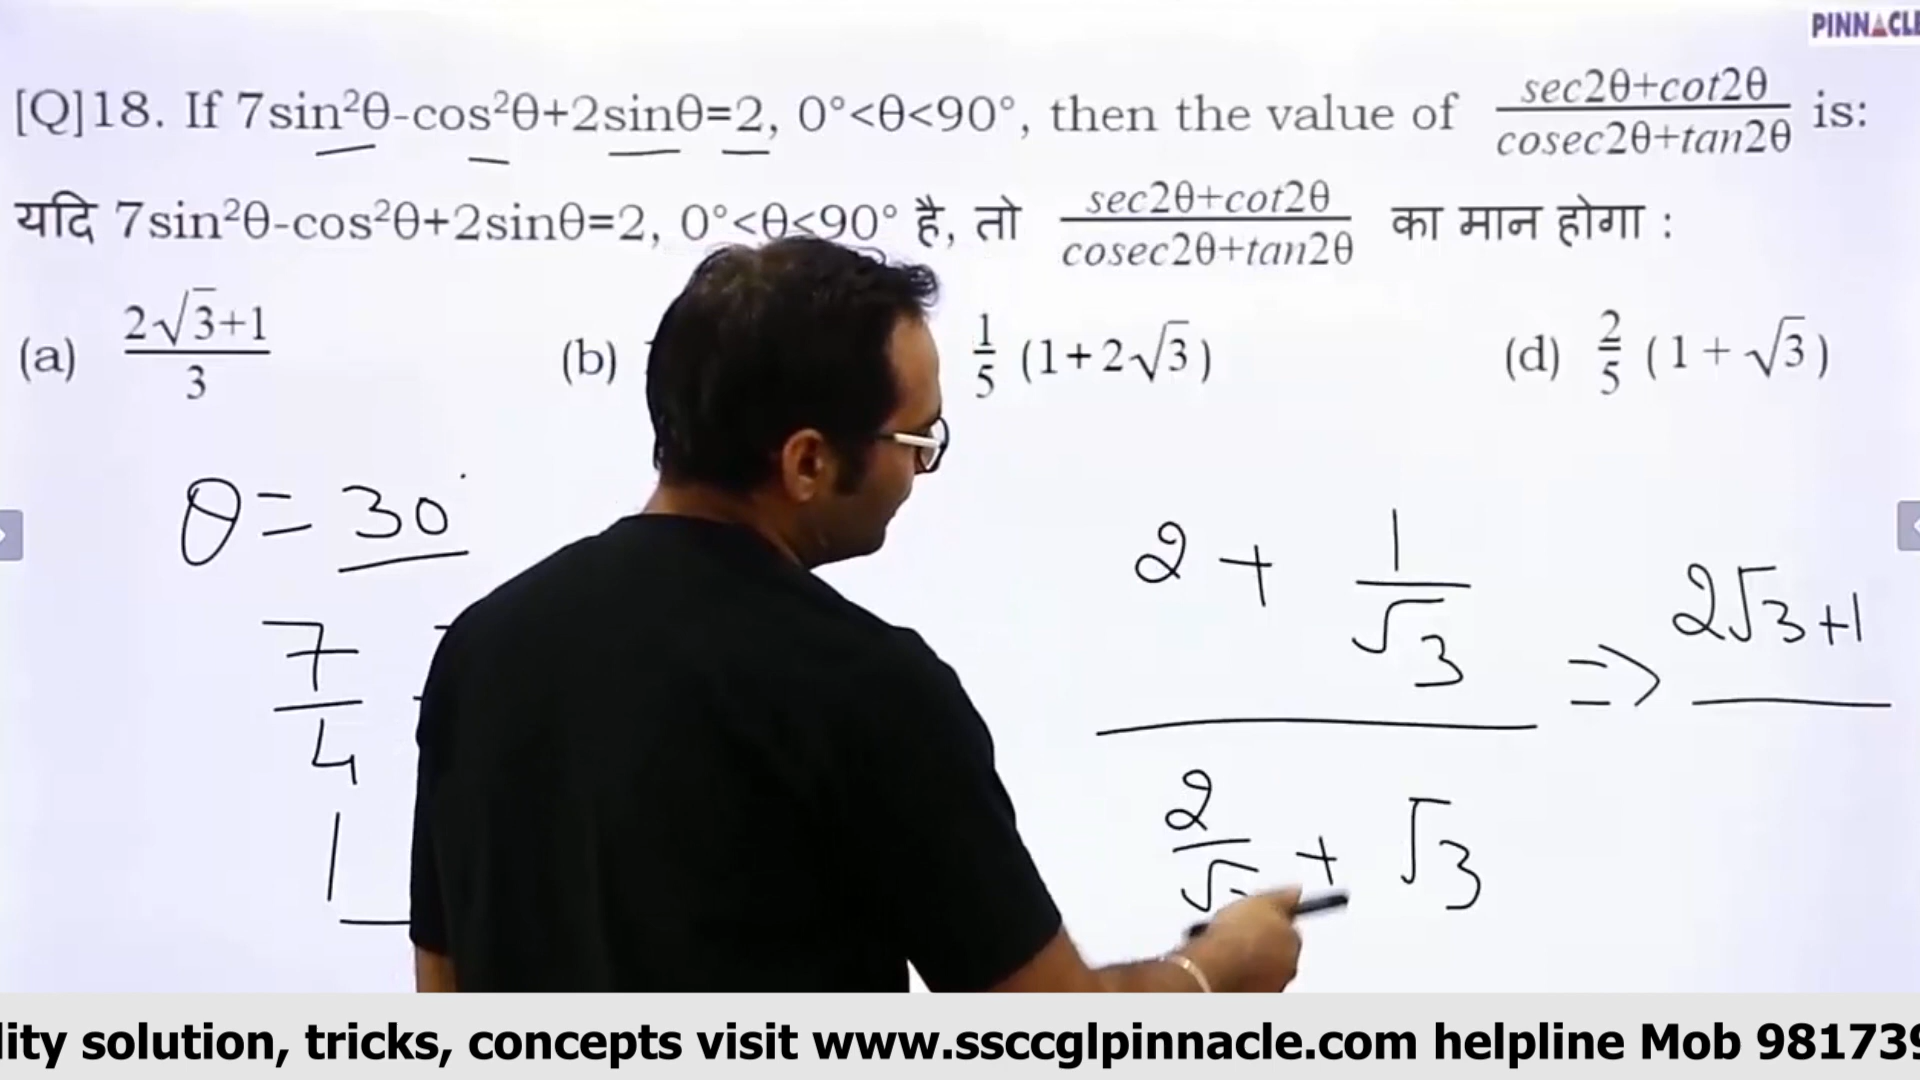 PINNACLE
[Q]18. If 7sin²θ-cos²θ+2sinθ=2, 0°<θ<90°, then the value of (sec2θ+cot2θ)/(cosec2θ+tan2θ) is:
यदि 7sin²θ-cos²θ+2sinθ=2, 0°<θ<90° है, तो (sec2θ+cot2θ)/(cosec2θ+tan2θ) का मान होगा :
(a) (2√3+1)/3 (b) 1/5 (1+2√3) (d) 2/5 (1+√3)
θ = 30°
7/4
1
2 + 1/√3
2/√ + √3
⇒ 2√3+1
lity solution, tricks, concepts visit www.ssccglpinnacle.com helpline Mob 981739